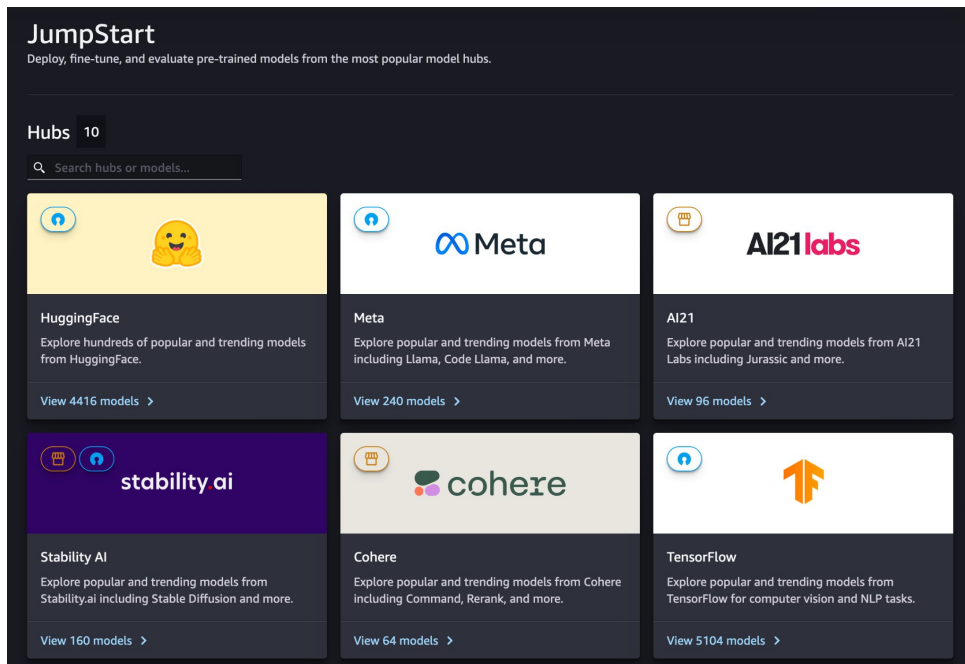 JumpStart
Deploy, fine-tune, and evaluate pre-trained models from the most popular model hubs.
Hubs 10
Search hubs or models...
Meta
AI21labs
HuggingFace
Explore hundreds of popular and trending models
from HuggingFace.
View 4416 models
Meta
Explore popular and trending models from Meta
including Llama, Code Llama, and more.
View 240 models
AI21
Explore popular and trending models from AI21
Labs including Jurassic and more.
View 96 models
stability.ai
cohere
Stability AI
Explore popular and trending models from
Stability.ai including Stable Diffusion and more.
View 160 models
Cohere
Explore popular and trending models from Cohere
including Command, Rerank, and more.
View 64 models
TensorFlow
Explore popular and trending models from
TensorFlow for computer vision and NLP tasks.
View 5104 models